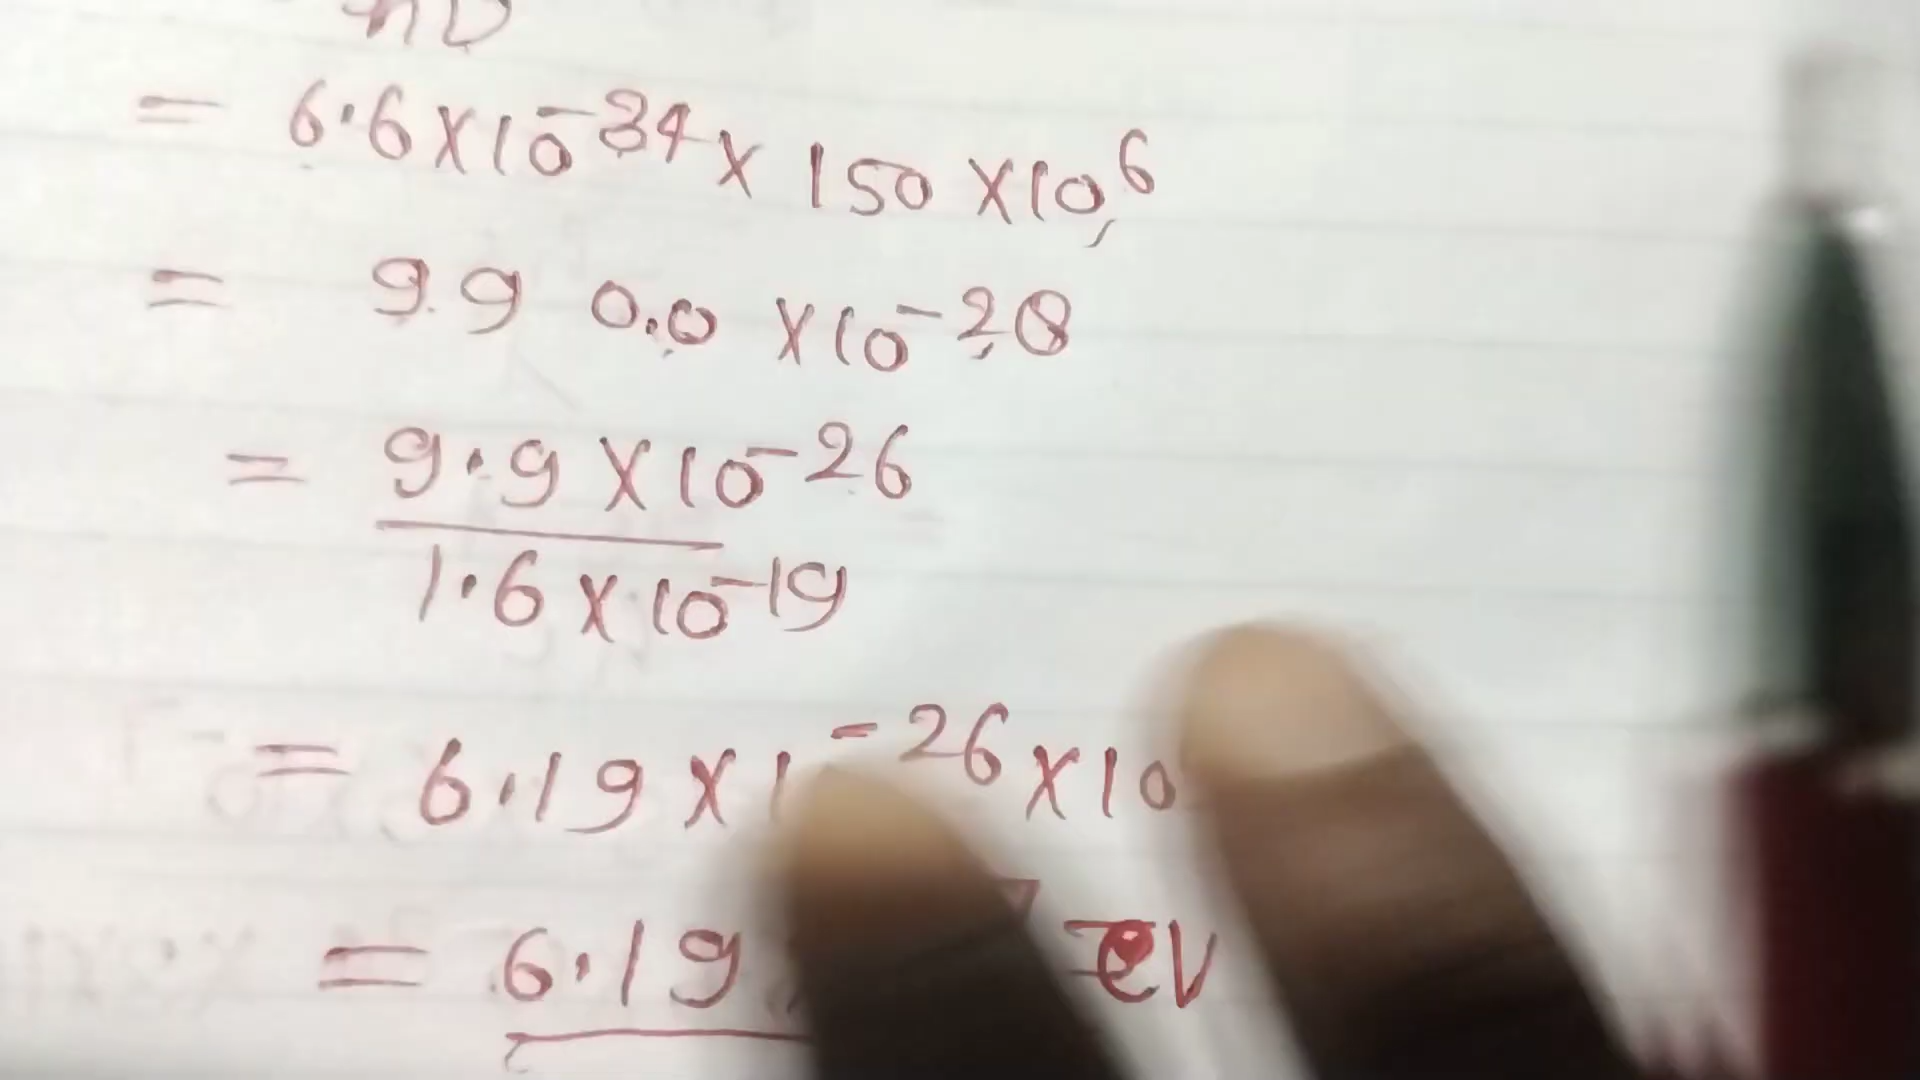 = 6.6 x 10⁻³⁴ x 150 x 10⁶
= 9.9 0.0 x 10⁻²⁸
= 9.9 x 10⁻²⁶
1.6 x 10⁻¹⁹
= 6.19 x 1 ⁻²⁶ x 10
= 6.19 eV